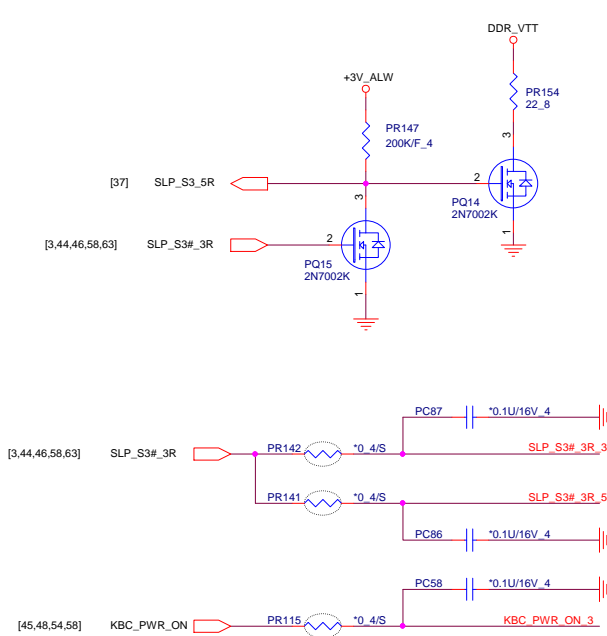 DDR_VTT
+3V_ALW
PR154
22_8
PR147
200K/F_4
3
[37] SLP_S3_5R
2
3
PQ14
2N7002K
1
[3,44,46,58,63] SLP_S3#_3R
2
PQ15
2N7002K
1
PC87 *0.1U/16V_4
[3,44,46,58,63] SLP_S3#_3R PR142 *0_4/S SLP_S3#_3R_3
PR141 *0_4/S SLP_S3#_3R_5
PC86 *0.1U/16V_4
PC58 *0.1U/16V_4
[45,48,54,58] KBC_PWR_ON PR115 *0_4/S KBC_PWR_ON_3